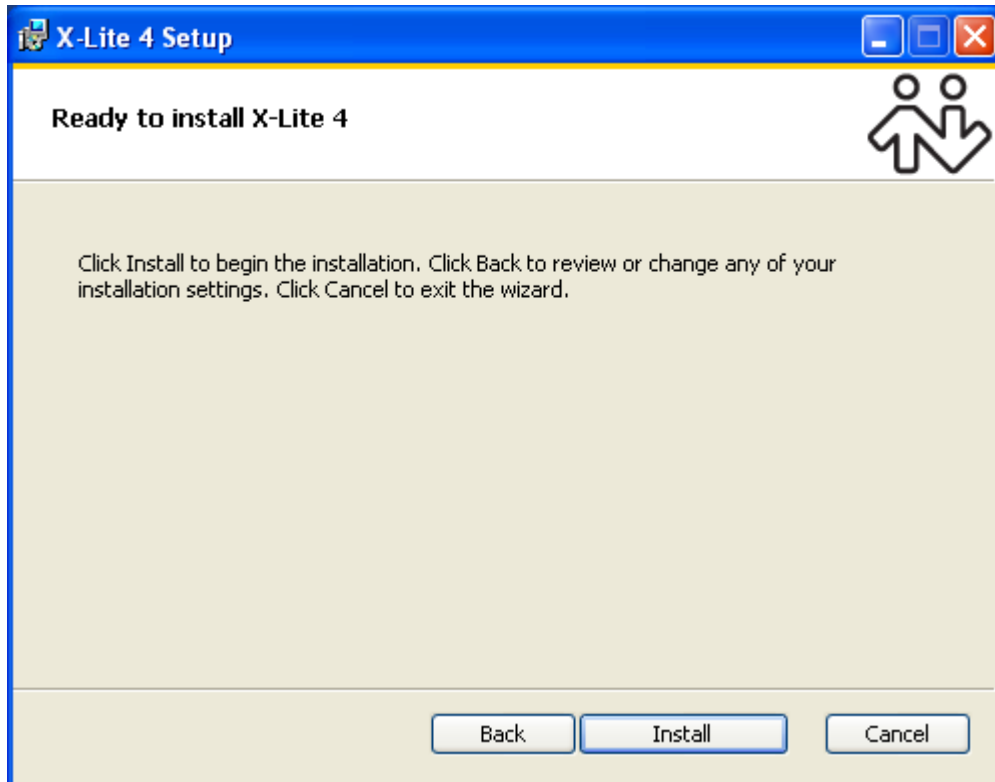 X-Lite 4 Setup
Ready to install X-Lite 4
Click Install to begin the installation. Click Back to review or change any of your
installation settings. Click Cancel to exit the wizard.
Back Install Cancel